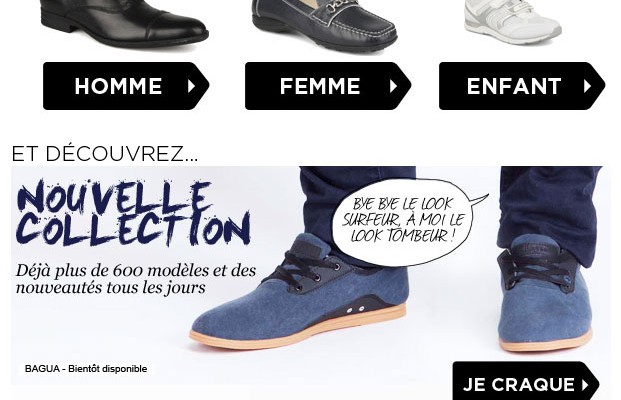 HOMME
FEMME
ENFANT
ET DÉCOUVREZ...
NOUVELLE
COLLECTION
Déjà plus de 600 modèles et des
nouveautés tous les jours
BYE BYE LE LOOK
SURFEUR, À MOI LE
LOOK TOMBEUR !
BAGUA - Bientôt disponible
JE CRAQUE